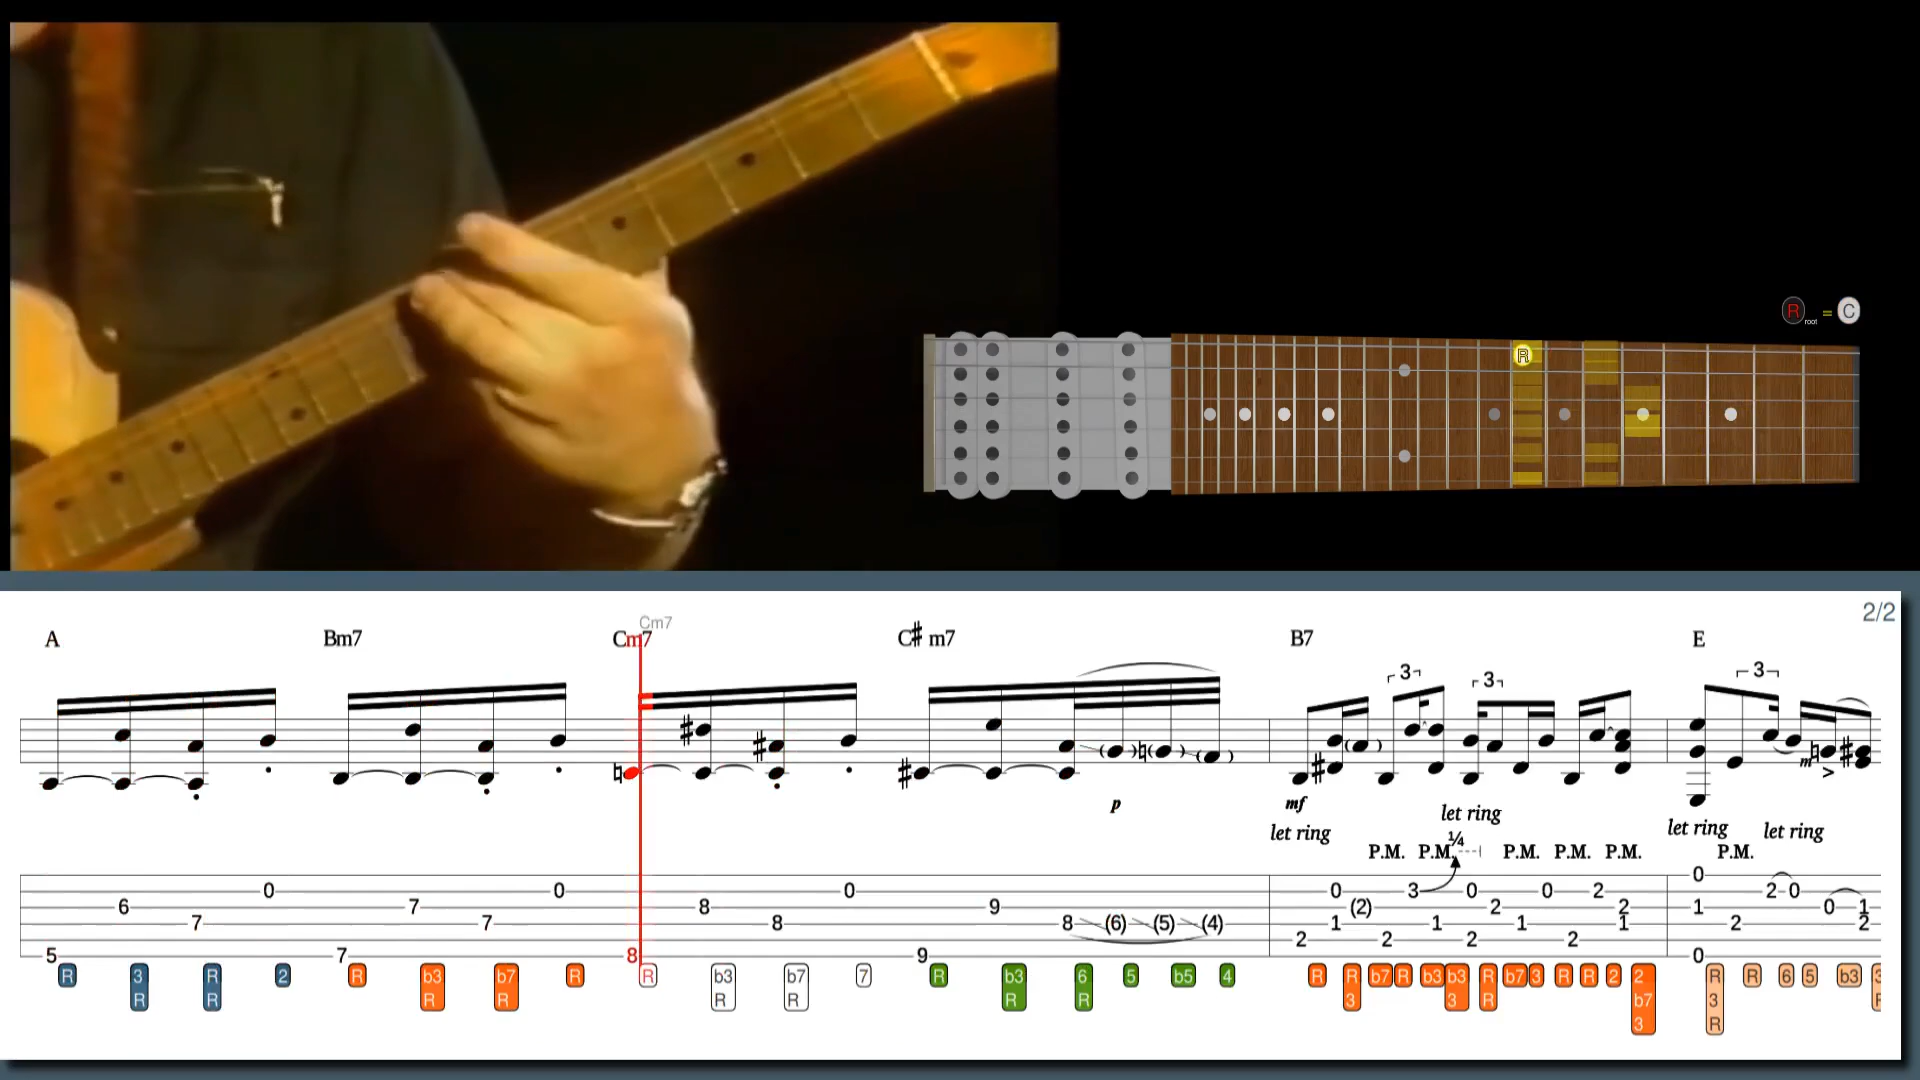 R root = C
R
2/2
Cm7
A Bm7 Cm7 C♯ m7 B7 E
3 3 3
p mf let ring let ring let ring let ring
¼
P.M. P.M. P.M. P.M. P.M. P.M.
0 0 0 0 3 0 0 2 0 2 0
6 7 8 9 (2) 2 2 1 0 1
7 7 8 8 (6) (5) (4) 1 1 1 1 2 2
2 2 2 2
5 7 8 9 0
R 3 R 2 R b3 b7 R R b3 b7 7 R b3 6 5 b5 4 R R b7 R b3 b3 R b7 3 R R 2 2 R R 6 5 b3 3
R R R R R R R R 3 3 R b7 3
3 R